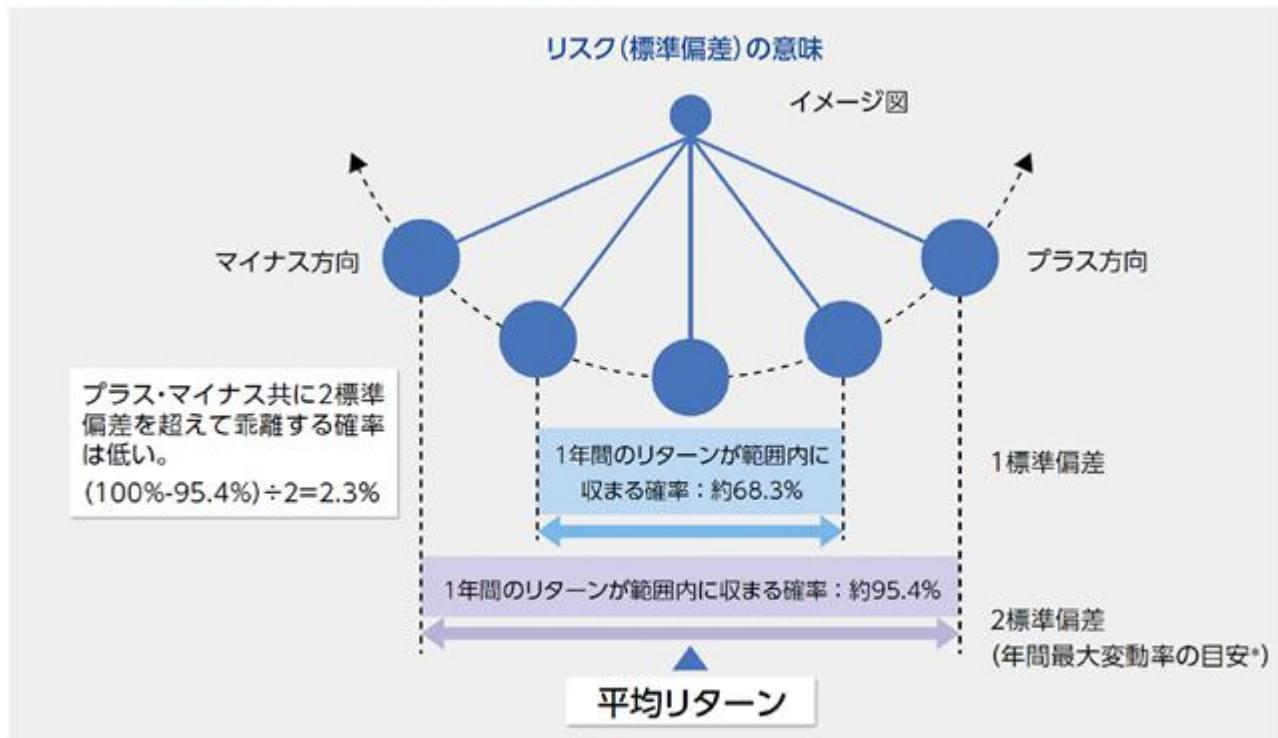 リスク(標準偏差)の意味
イメージ図
マイナス方向
プラス方向
プラス・マイナス共に2標準
偏差を超えて乖離する確率
は低い。
(100%-95.4%)÷2=2.3%
1年間のリターンが範囲内に
収まる確率：約68.3%
1標準偏差
1年間のリターンが範囲内に収まる確率：約95.4%
2標準偏差
(年間最大変動率の目安*)
平均リターン